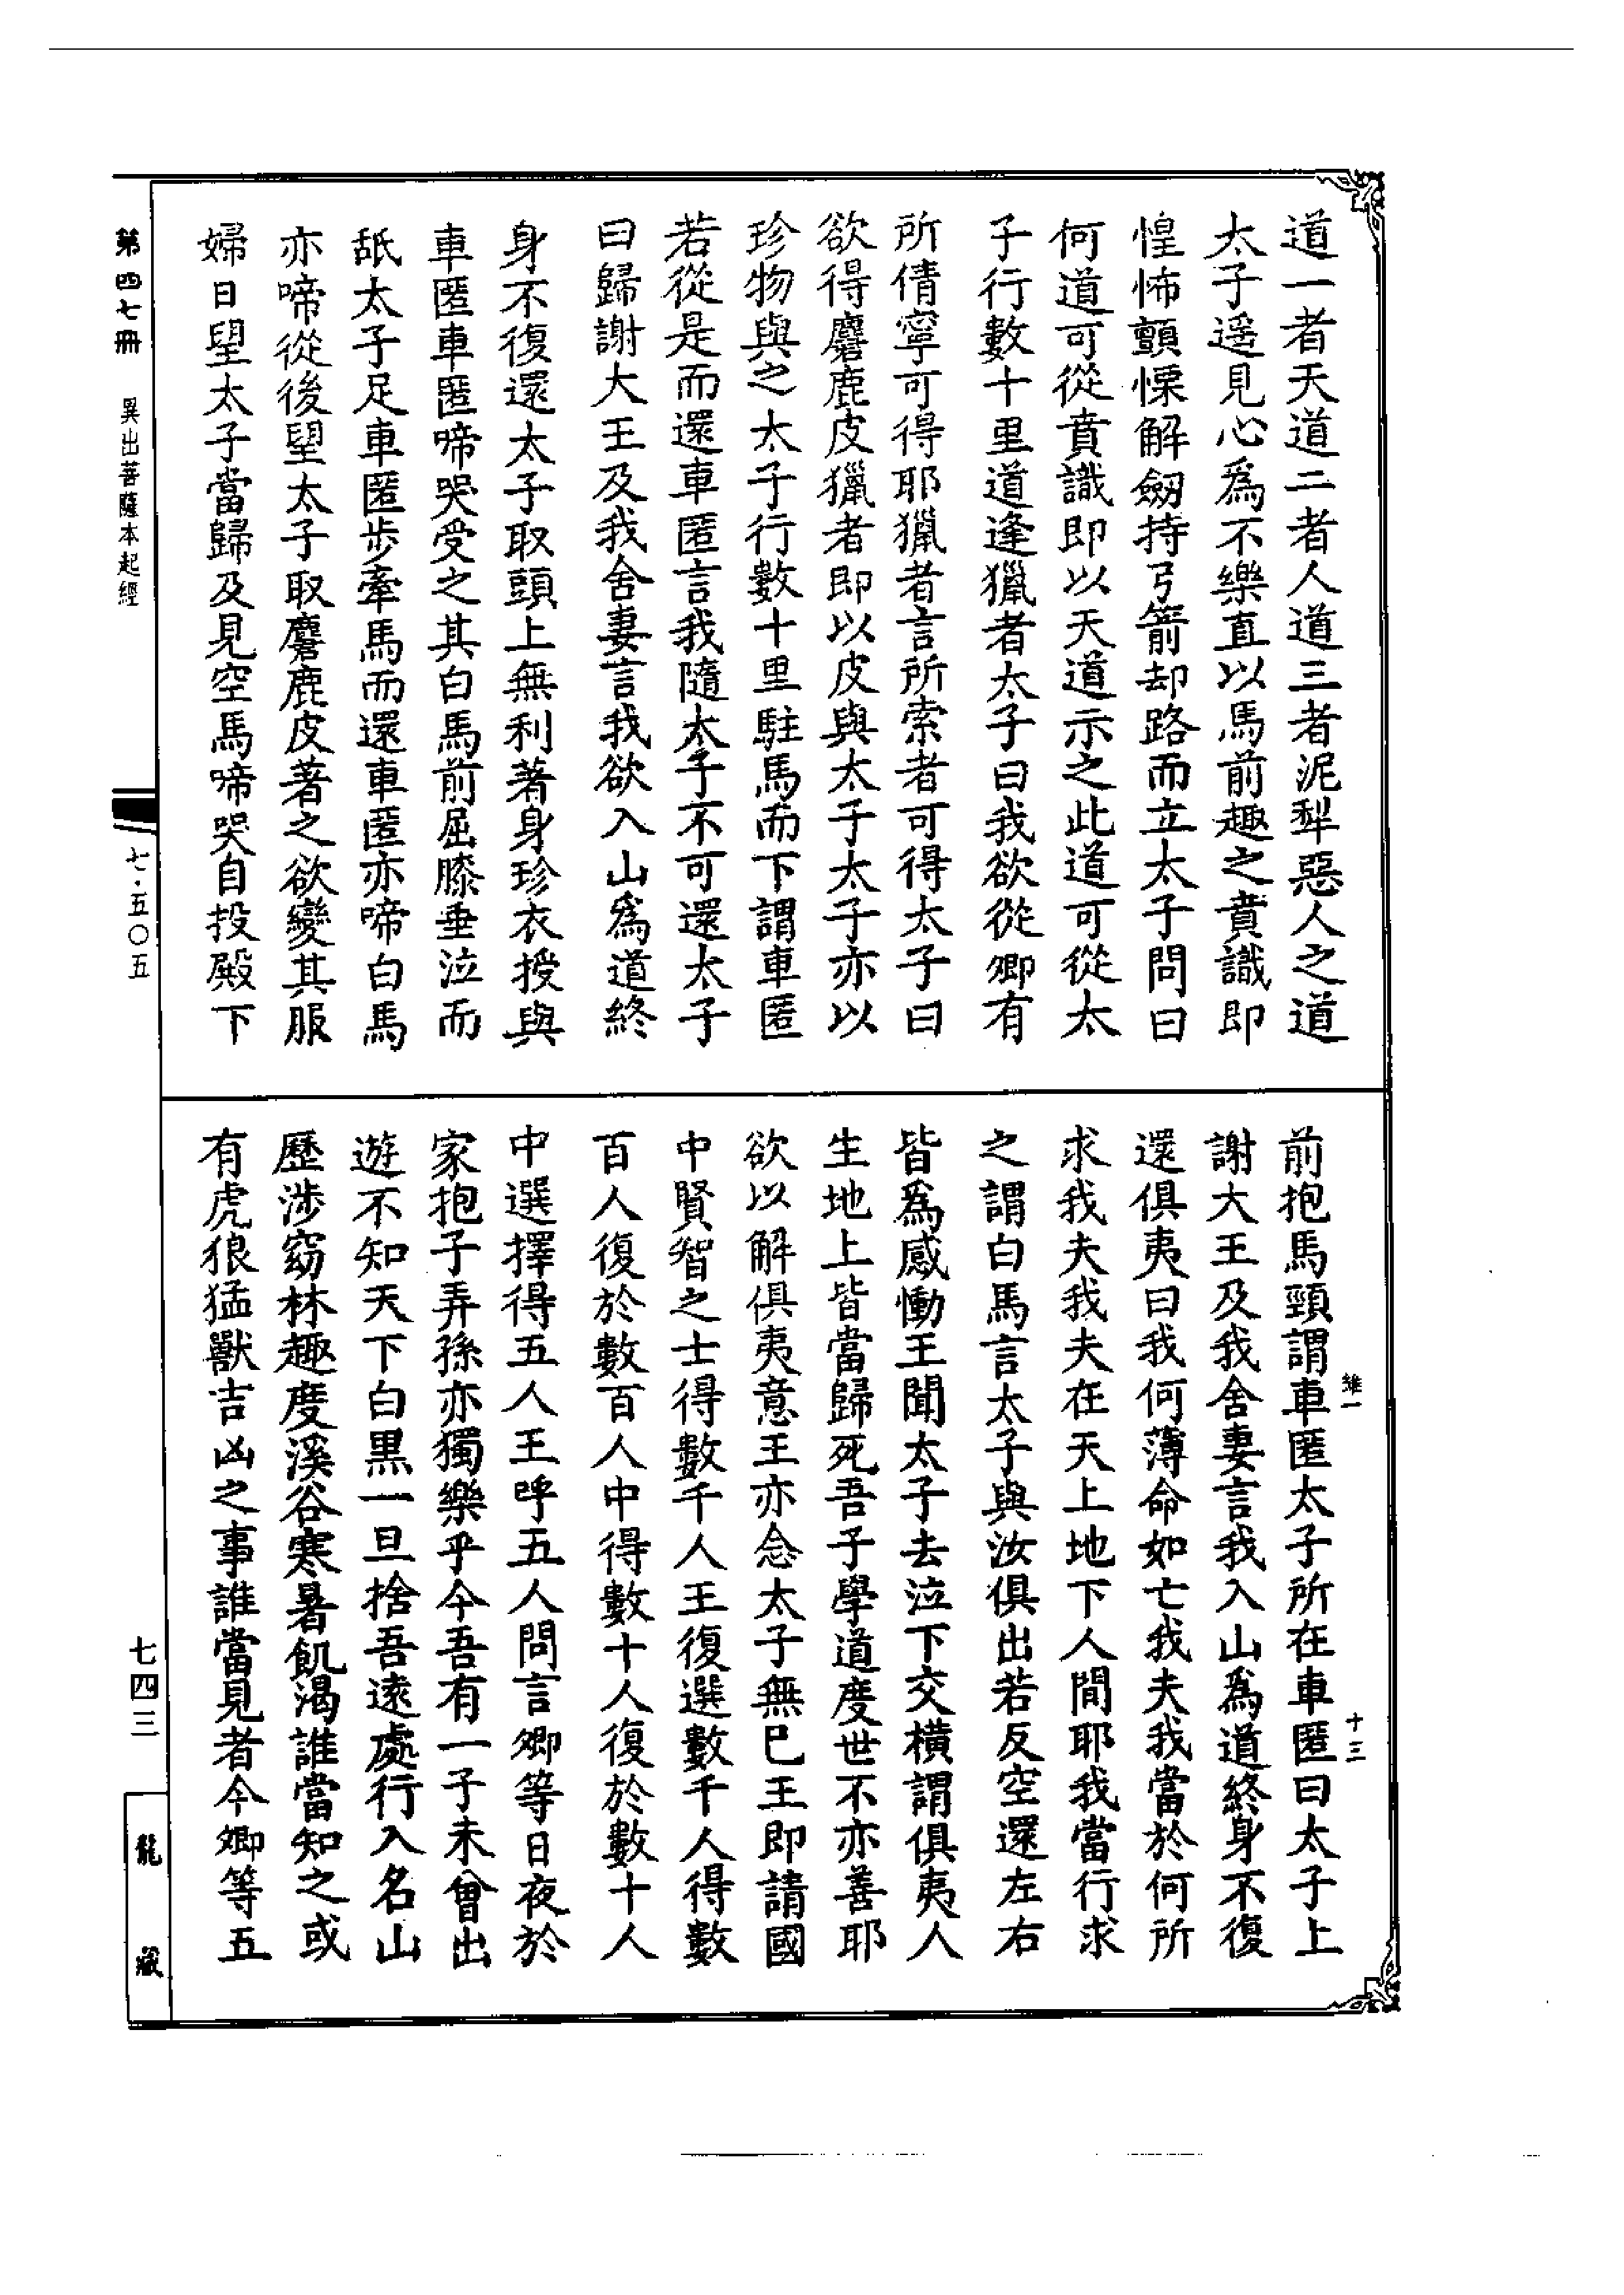 道一者天道二者人道三者泥犁惡人之道
太子遥見心爲不樂直以馬前趣之賁識即
惶怖顫慄解劒持弓箭却路而立太子問曰
何道可從賁識即以天道示之此道可從太
子行數十里道逢獵者太子曰我欲從卿有
所倩寧可得耶獵者言所索者可得太子曰
欲得麞鹿皮獵者即以皮與太子太子亦以
珍物與之太子行數十里駐馬而下謂車匿
若從是而還車匿言我隨太子不可還太子
曰歸謝大王及我舍妻言我欲入山爲道終
身不復還太子取頭上無利著身珍衣授與
車匿車匿啼哭受之其白馬前屈膝垂泣而
舐太子足車匿步牽馬而還車匿亦啼白馬
亦啼從後望太子取麞鹿皮著之欲變其服
婦日望太子當歸及見空馬啼哭自投殿下
前抱馬頸謂車匿太子所在車匿曰太子上
謝大王及我舍妻言我入山爲道終身不復
還俱夷曰我何薄命如亡我夫我當於何所
求我夫我夫在天上地下人間耶我當行求
之謂白馬言太子與汝俱出若反空還左右
皆爲感慟王聞太子去泣下交橫謂俱夷人
生地上皆當歸死吾子學道度世不亦善耶
欲以解俱夷意王亦念太子無已王即請國
中賢智之士得數千人王復選數千人得數
百人復於數百人中得數十人復於數十人
中選擇得五人王呼五人問言卿等日夜於
家抱子弄孫亦獨樂乎今吾有一子未曾出
遊不知天下白黑一旦捨吾遠處行入名山
歷涉窈林趣度溪谷寒暑飢渴誰當知之或
有虎狼猛獸吉凶之事誰當見者今卿等五
維一
十三
第四七冊
異出菩薩本起經
七·五〇五
七四三
龍藏